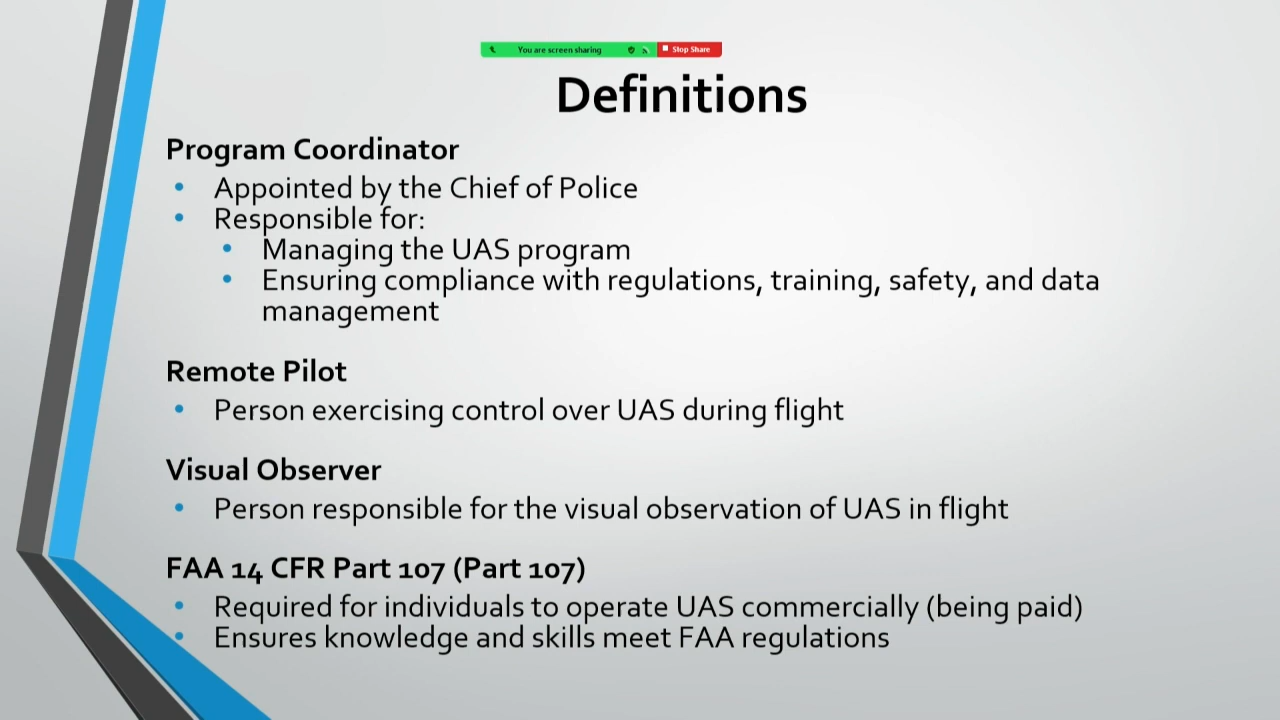 You are screen sharing
Stop Share
Definitions
Program Coordinator
• Appointed by the Chief of Police
• Responsible for:
• Managing the UAS program
• Ensuring compliance with regulations, training, safety, and data
management
Remote Pilot
• Person exercising control over UAS during flight
Visual Observer
• Person responsible for the visual observation of UAS in flight
FAA 14 CFR Part 107 (Part 107)
• Required for individuals to operate UAS commercially (being paid)
• Ensures knowledge and skills meet FAA regulations